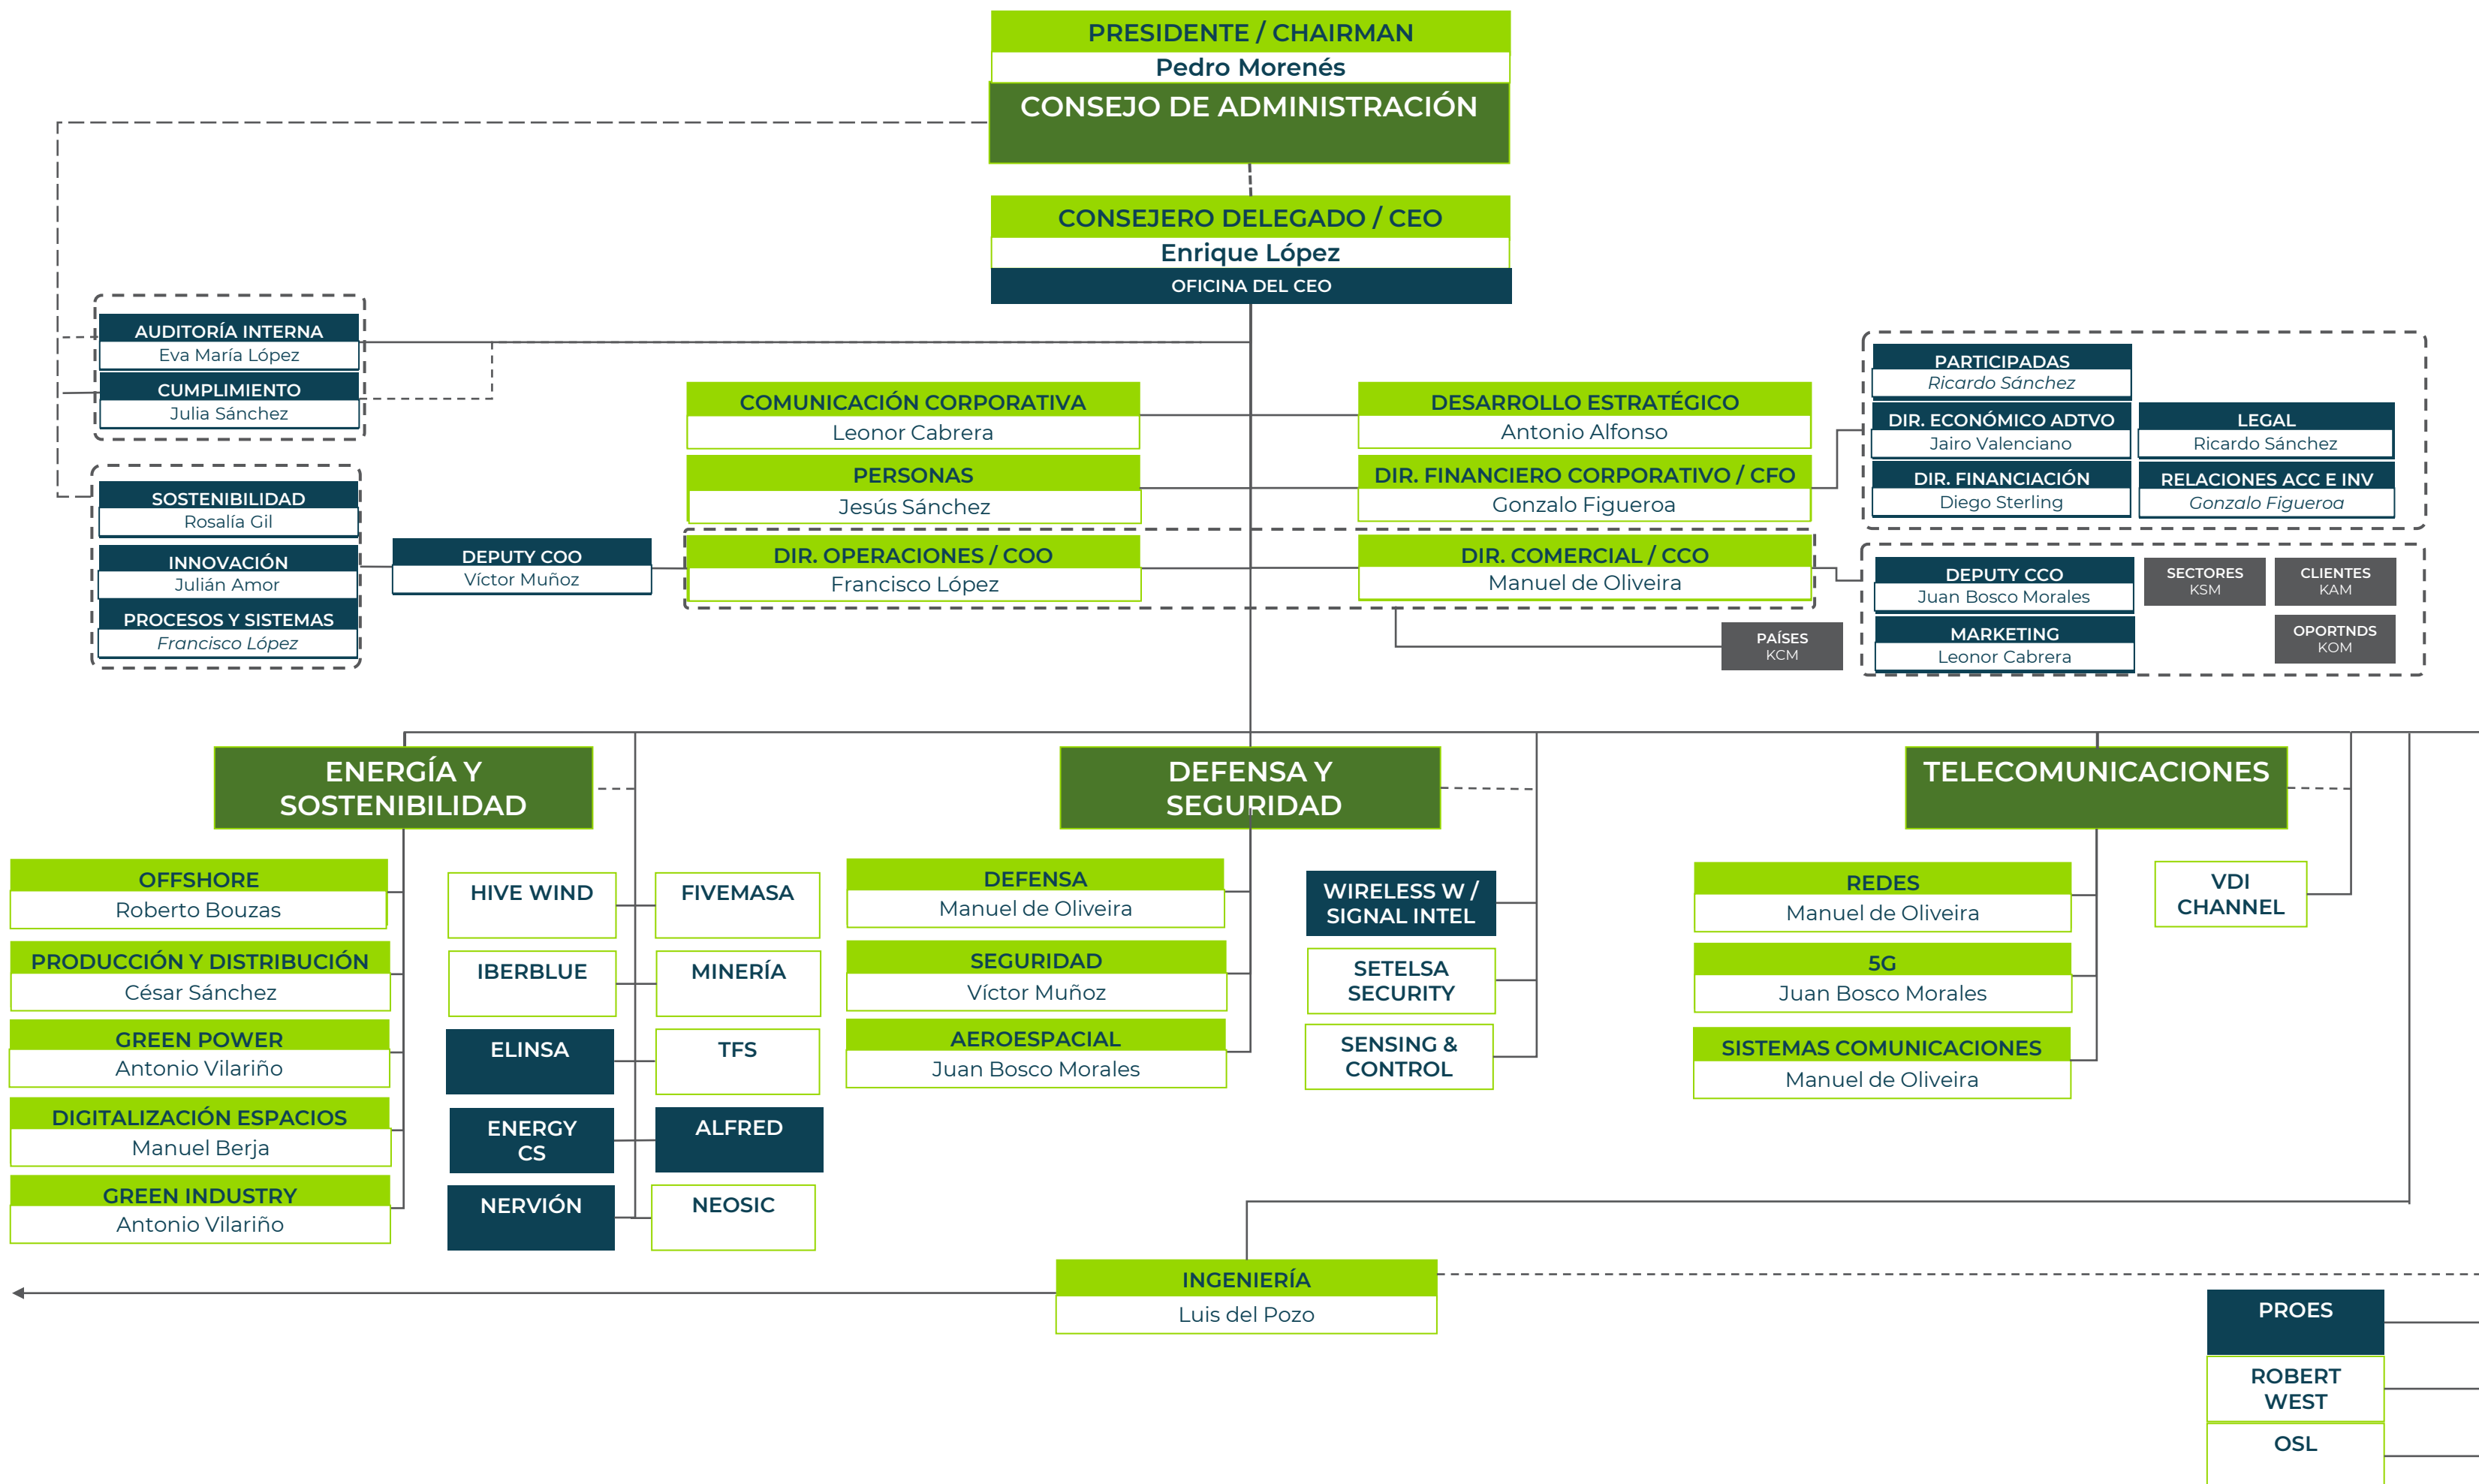 PRESIDENTE / CHAIRMAN
Pedro Morenés
CONSEJO DE ADMINISTRACIÓN
CONSEJERO DELEGADO / CEO
Enrique López
OFICINA DEL CEO
AUDITORÍA INTERNA
Eva María López
CUMPLIMIENTO
Julia Sánchez
SOSTENIBILIDAD
Rosalía Gil
INNOVACIÓN
Julián Amor
PROCESOS Y SISTEMAS
Francisco López
DEPUTY COO
Víctor Muñoz
COMUNICACIÓN CORPORATIVA
Leonor Cabrera
PERSONAS
Jesús Sánchez
DIR. OPERACIONES / COO
Francisco López
DESARROLLO ESTRATÉGICO
Antonio Alfonso
DIR. FINANCIERO CORPORATIVO / CFO
Gonzalo Figueroa
DIR. COMERCIAL / CCO
Manuel de Oliveira
PAÍSES
KCM
PARTICIPADAS
Ricardo Sánchez
DIR. ECONÓMICO ADTVO
Jairo Valenciano
DIR. FINANCIACIÓN
Diego Sterling
LEGAL
Ricardo Sánchez
RELACIONES ACC E INV
Gonzalo Figueroa
DEPUTY CCO
Juan Bosco Morales
MARKETING
Leonor Cabrera
SECTORES
KSM
CLIENTES
KAM
OPORTNDS
KOM
ENERGÍA Y
SOSTENIBILIDAD
OFFSHORE
Roberto Bouzas
PRODUCCIÓN Y DISTRIBUCIÓN
César Sánchez
GREEN POWER
Antonio Vilariño
DIGITALIZACIÓN ESPACIOS
Manuel Berja
GREEN INDUSTRY
Antonio Vilariño
HIVE WIND
FIVEMASA
IBERBLUE
MINERÍA
ELINSA
TFS
ENERGY
CS
ALFRED
NERVIÓN
NEOSIC
DEFENSA Y
SEGURIDAD
DEFENSA
Manuel de Oliveira
SEGURIDAD
Víctor Muñoz
AEROESPACIAL
Juan Bosco Morales
WIRELESS W /
SIGNAL INTEL
SETELSA
SECURITY
SENSING &
CONTROL
TELECOMUNICACIONES
REDES
Manuel de Oliveira
5G
Juan Bosco Morales
SISTEMAS COMUNICACIONES
Manuel de Oliveira
VDI
CHANNEL
INGENIERÍA
Luis del Pozo
PROES
ROBERT
WEST
OSL